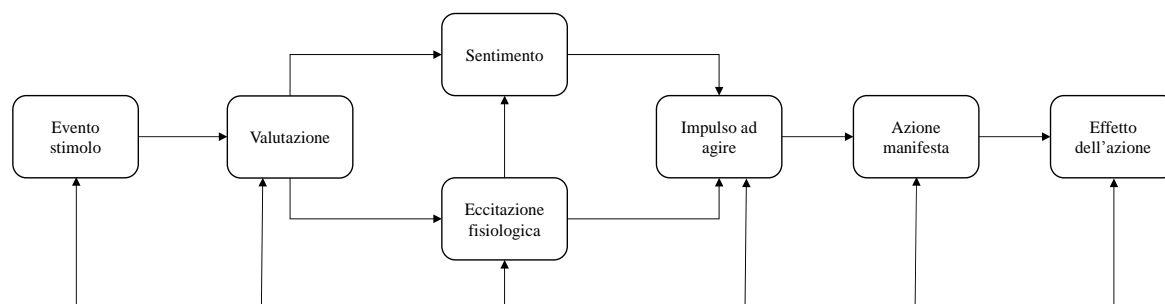 Sentimento
Evento
stimolo
Valutazione
Impulso ad
agire
Azione
manifesta
Effetto
dell'azione
Eccitazione
fisiologica